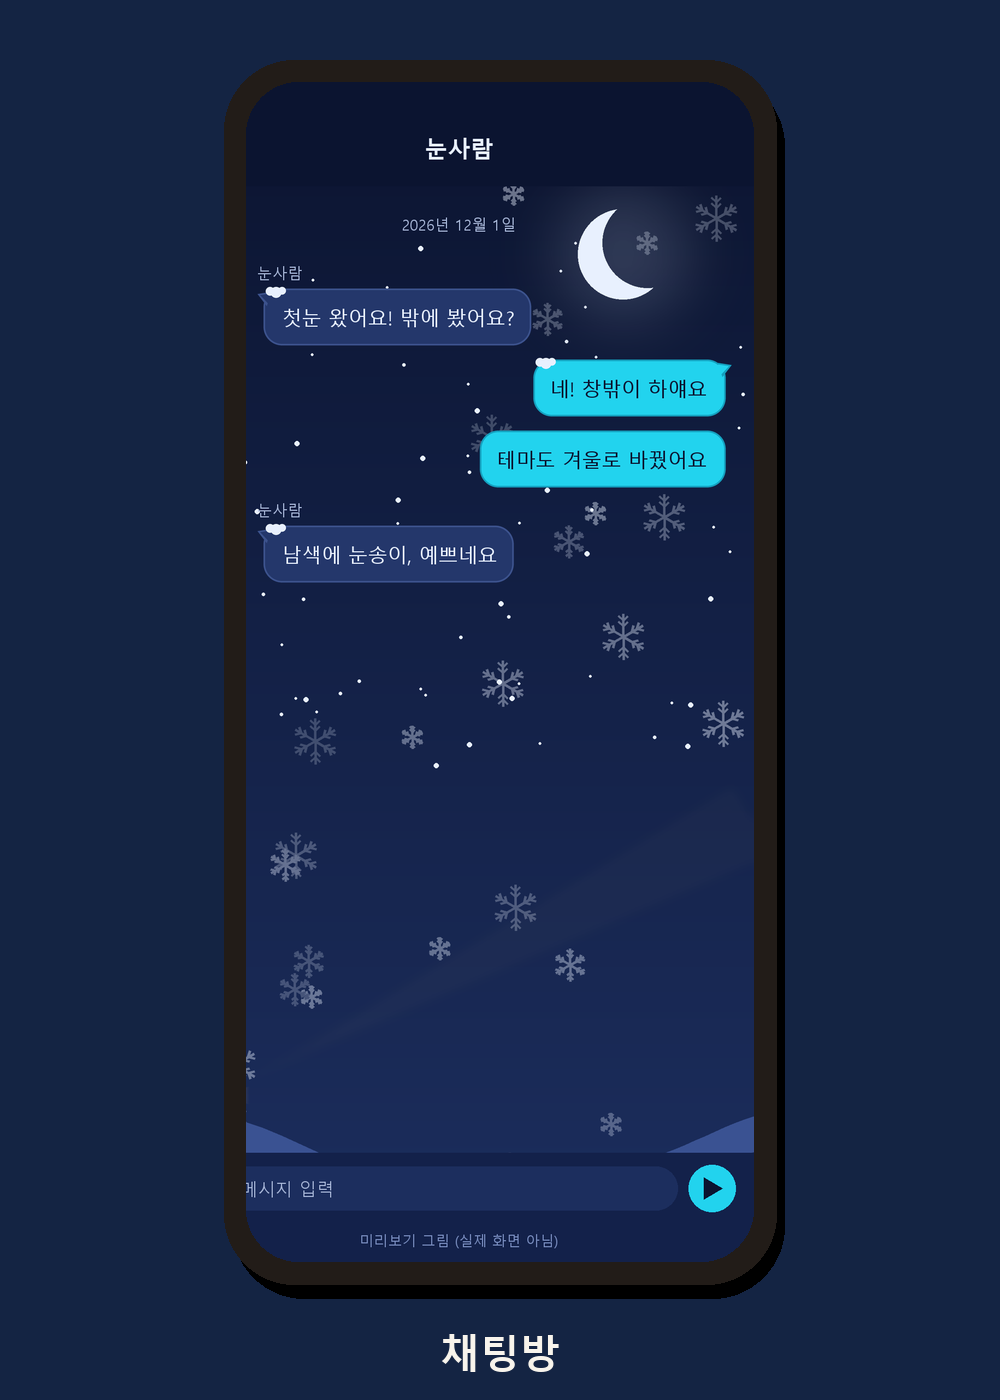 눈사람
2026년 12월 1일
눈사람
첫눈 왔어요! 밖에 봤어요?
네! 창밖이 하얘요
테마도 겨울로 바꿨어요
눈사람
남색에 눈송이, 예쁘네요
메시지 입력
미리보기 그림 (실제 화면 아님)
채팅방